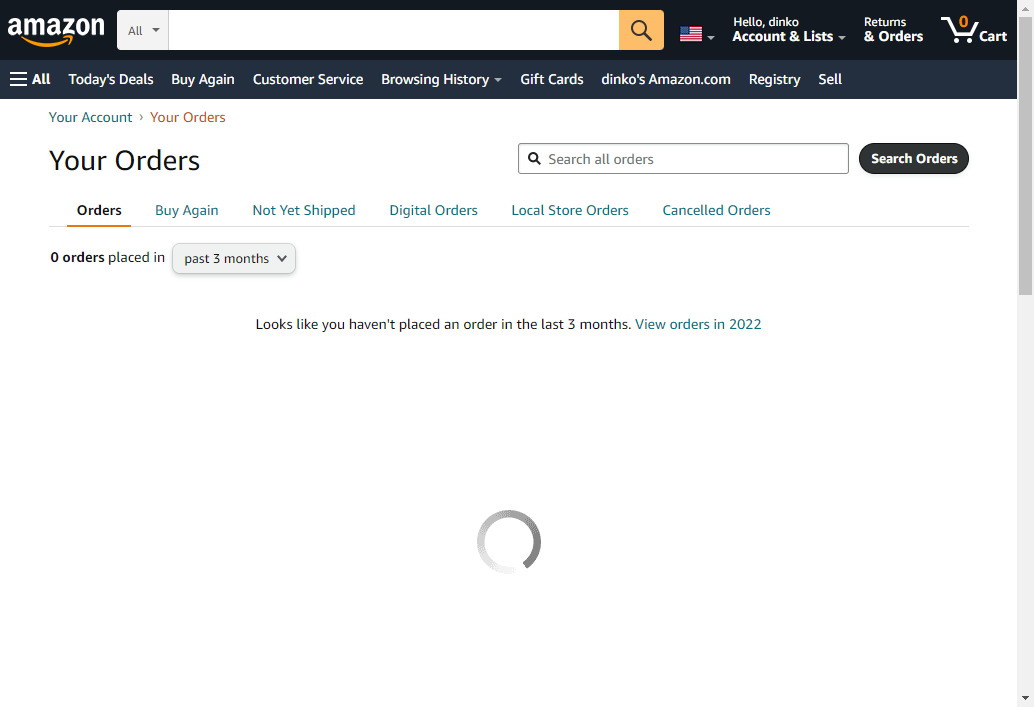 amazon
All
Hello, dinko
Account & Lists
Returns
& Orders
0
Cart
All Today's Deals Buy Again Customer Service Browsing History Gift Cards dinko's Amazon.com Registry Sell
Your Account › Your Orders
Your Orders
Search all orders
Search Orders
Orders Buy Again Not Yet Shipped Digital Orders Local Store Orders Cancelled Orders
0 orders placed in past 3 months
Looks like you haven't placed an order in the last 3 months. View orders in 2022